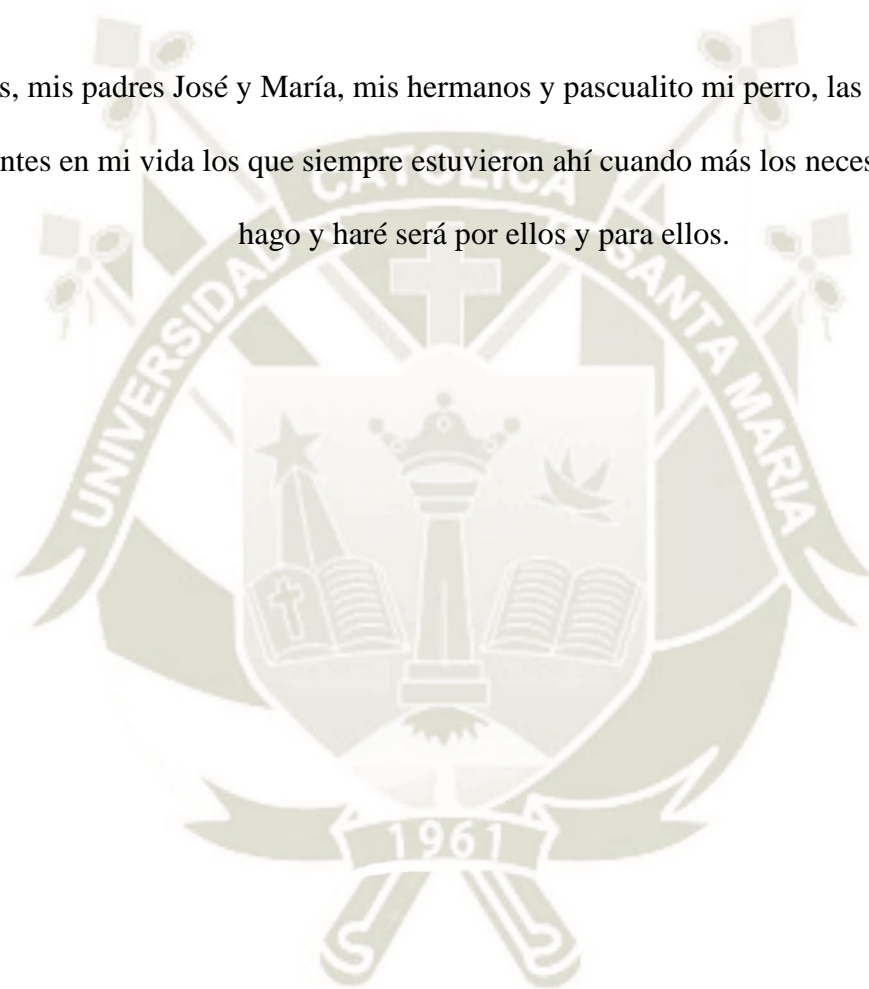 s, mis padres José y María, mis hermanos y pascualito mi perro, las
ntes en mi vida los que siempre estuvieron ahí cuando más los neces
hago y haré será por ellos y para ellos.
UNIVERSIDAD CATOLICA SANTA MARIA
1961